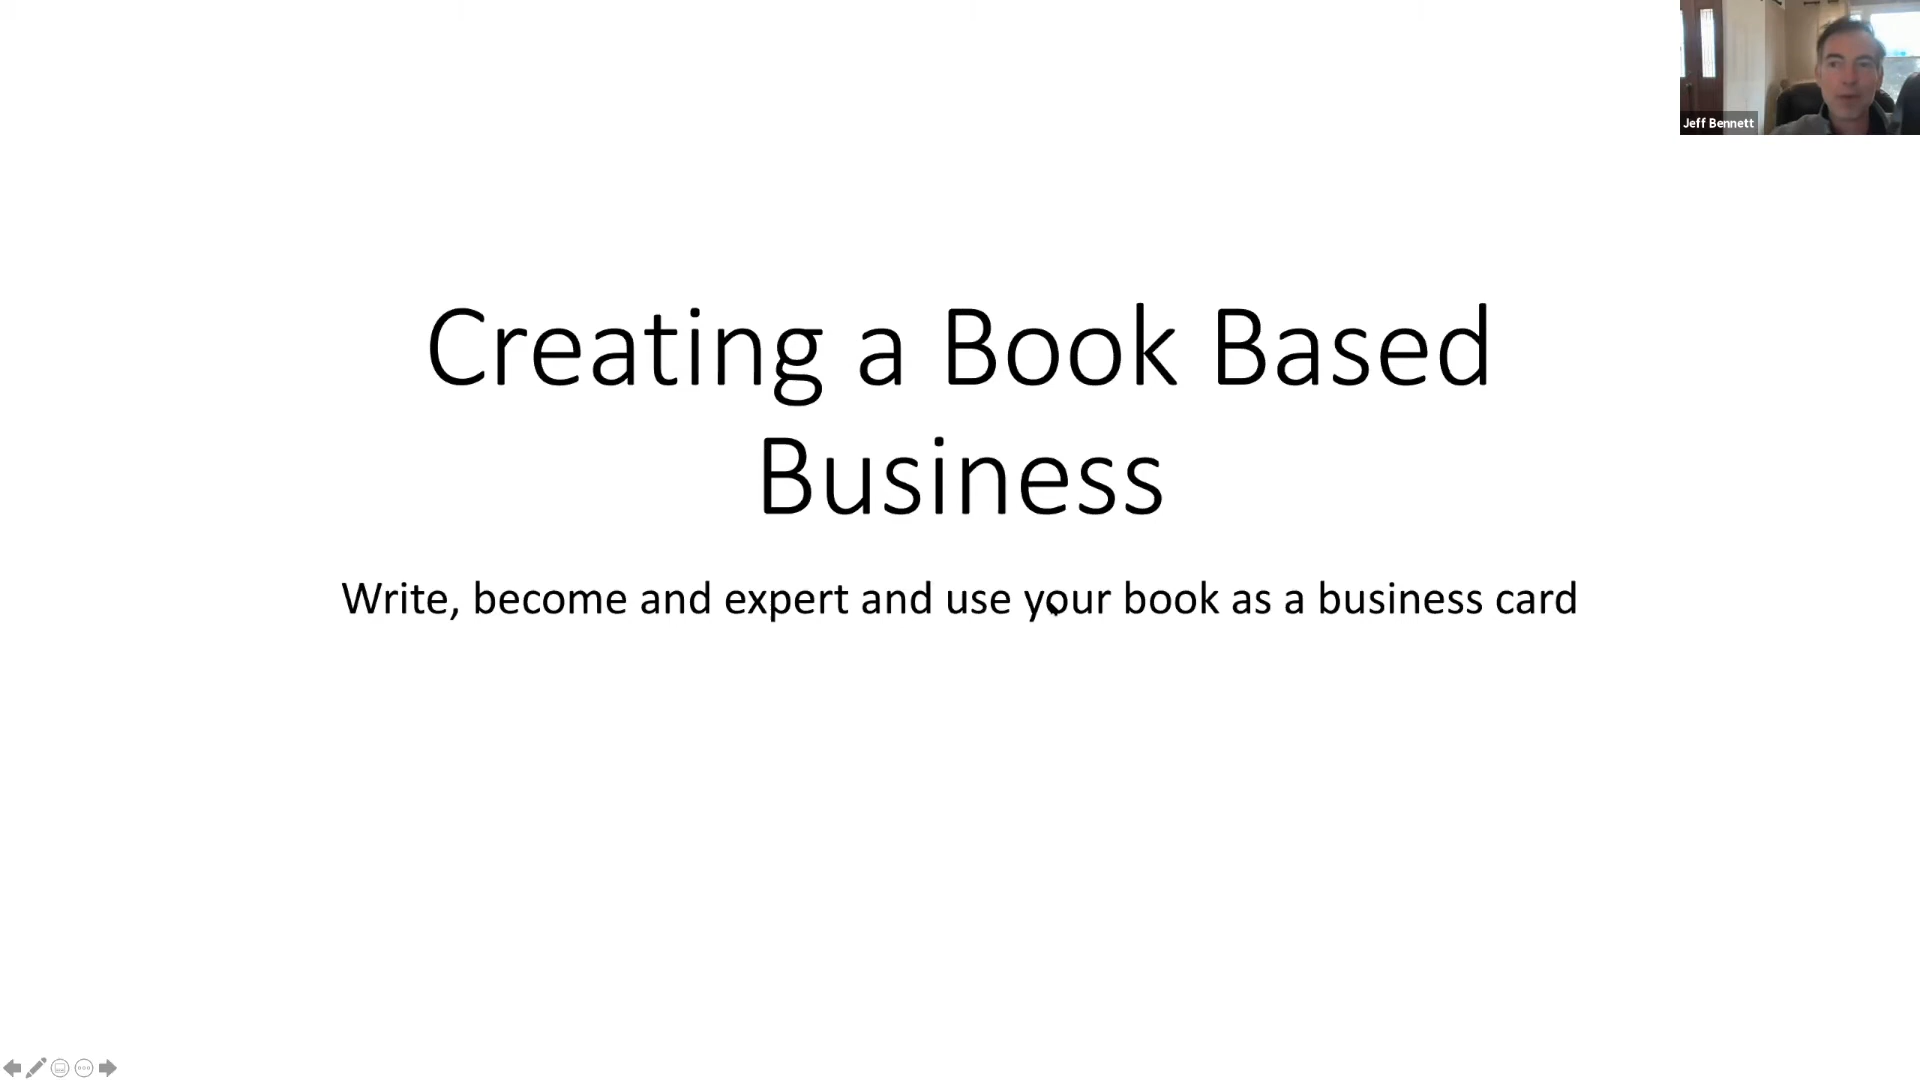 Jeff Bennett
Creating a Book Based
Business
Write, become and expert and use your book as a business card